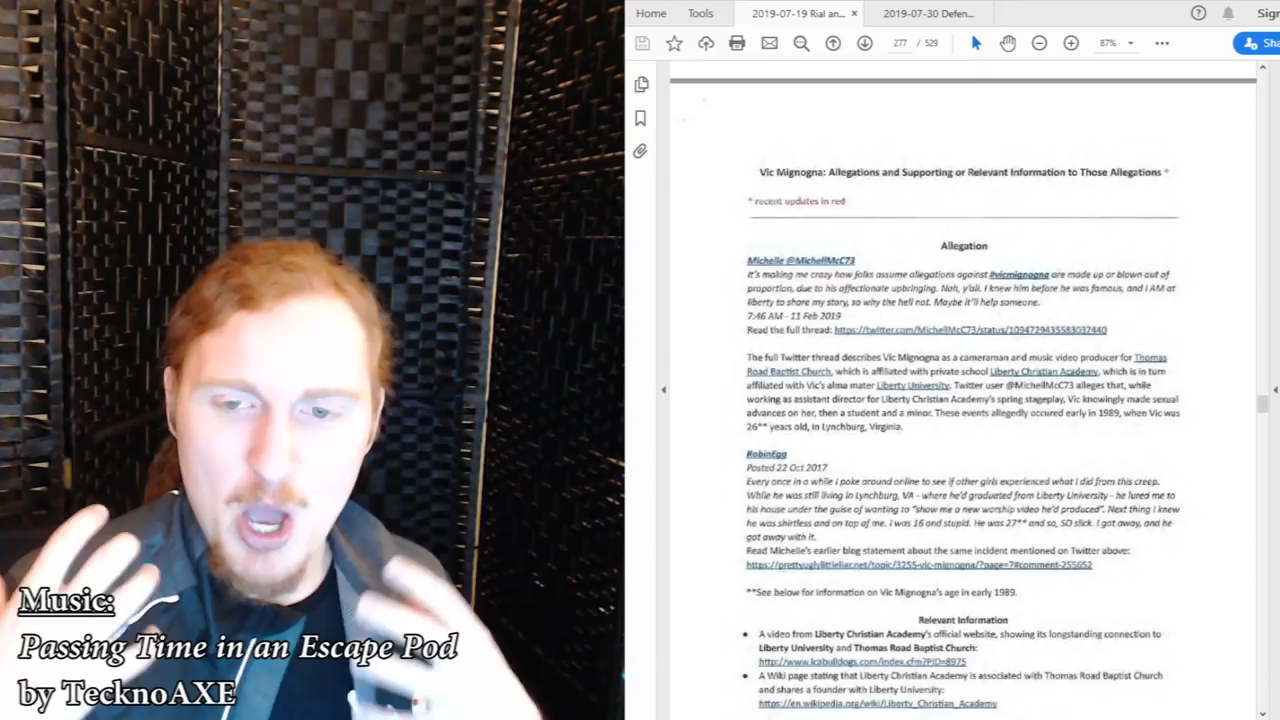 Home Tools 2019-07-19 Rial an... × 2019-07-30 Defen... Sign
277 / 529 87% Sha
Vic Mignogna: Allegations and Supporting or Relevant Information to Those Allegations *
* recent updates in red
Allegation
Michelle @MichellMcC73
It's making me crazy how folks assume allegations against #vicmignogna are made up or blown out of
proportion, due to his affectionate upbringing. Nah, y'all. I knew him before he was famous, and I AM at
liberty to share my story, so why the hell not. Maybe it'll help someone.
7:46 AM - 11 Feb 2019
Read the full thread: https://twitter.com/MichellMcC73/status/1094729435583037440
The full Twitter thread describes Vic Mignogna as a cameraman and music video producer for Thomas
Road Baptist Church, which is affiliated with private school Liberty Christian Academy, which is in turn
affiliated with Vic's alma mater Liberty University. Twitter user @MichellMcC73 alleges that, while
working as assistant director for Liberty Christian Academy's spring stageplay, Vic knowingly made sexual
advances on her, then a student and a minor. These events allegedly occured early in 1989, when Vic was
26** years old, in Lynchburg, Virginia.
RobinEgg
Posted 22 Oct 2017
Every once in a while I poke around online to see if other girls experienced what I did from this creep.
While he was still living in Lynchburg, VA - where he'd graduated from Liberty University - he lured me to
his house under the guise of wanting to "show me a new worship video he'd produced". Next thing I knew
he was shirtless and on top of me. I was 16 and stupid. He was 27** and so, SO slick. I got away, and he
got away with it.
Read Michelle's earlier blog statement about the same incident mentioned on Twitter above:
https://prettyuglylittleliar.net/topic/3255-vic-mignogna/?page=7#comment-255652
**See below for information on Vic Mignogna's age in early 1989.
Relevant Information
• A video from Liberty Christian Academy's official website, showing its longstanding connection to
Liberty University and Thomas Road Baptist Church:
http://www.lcabulldogs.com/index.cfm?PID=8975
• A Wiki page stating that Liberty Christian Academy is associated with Thomas Road Baptist Church
and shares a founder with Liberty University:
https://en.wikipedia.org/wiki/Liberty_Christian_Academy
Music:
Passing Time in an Escape Pod
by TecknoAXE